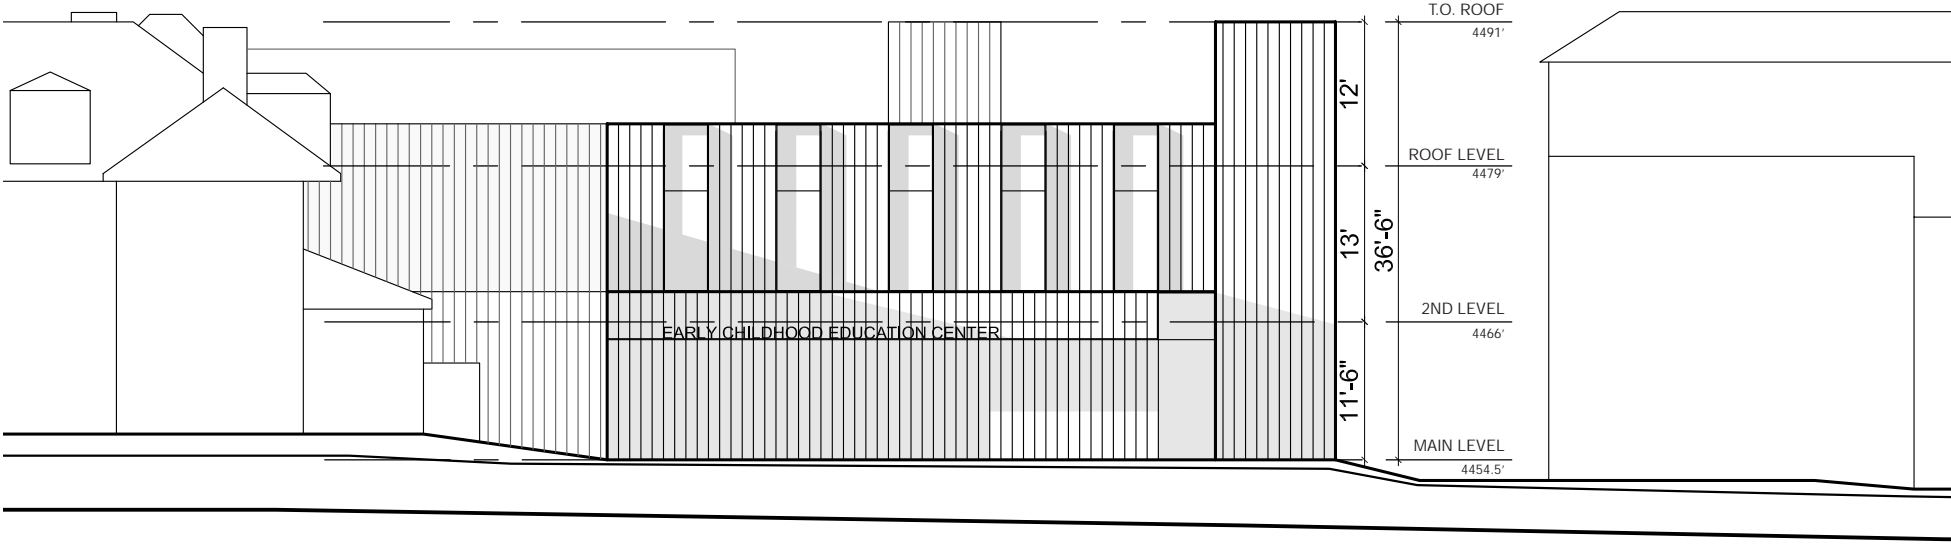 T.O. ROOF
4491'
12'
ROOF LEVEL
4479'
13'
36'-6"
2ND LEVEL
4466'
EARLY CHILDHOOD EDUCATION CENTER
11'-6"
MAIN LEVEL
4454.5'